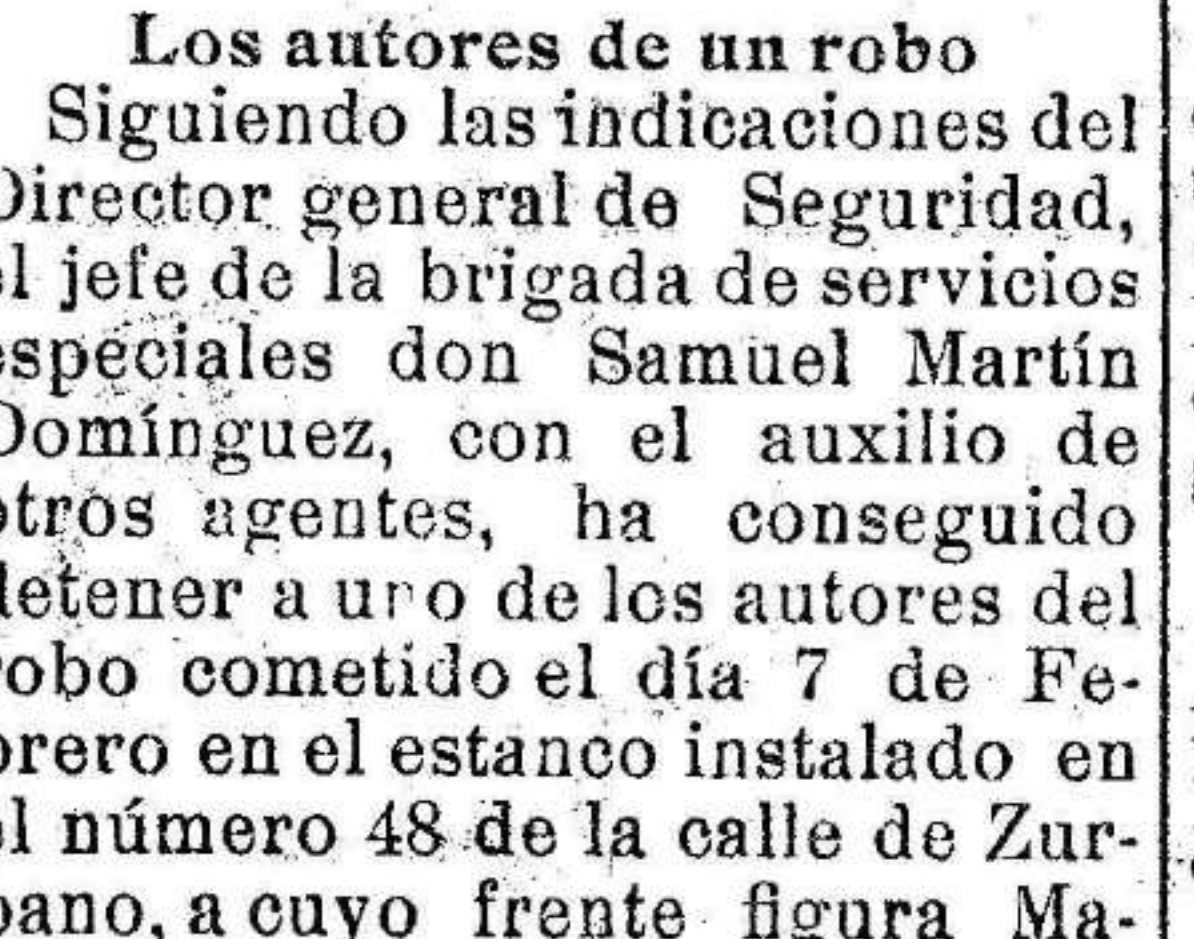 Los autores de un robo
Siguiendo las indicaciones del
Director general de Seguridad,
el jefe de la brigada de servicios
especiales don Samuel Martín
Domínguez, con el auxilio de
otros agentes, ha conseguido
detener a uno de los autores del
robo cometido el día 7 de Fe-
brero en el estanco instalado en
el número 48 de la calle de Zur-
bano, a cuyo frente figura Ma-